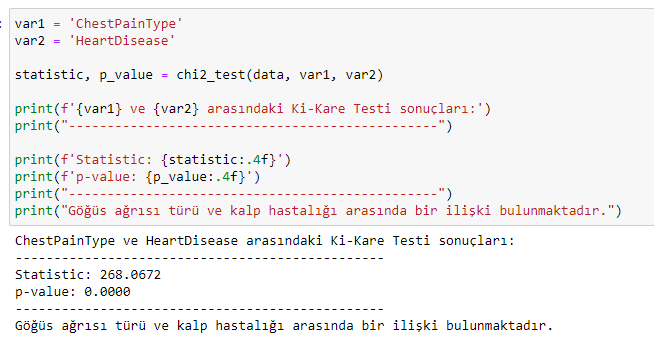 var1 = 'ChestPainType'
var2 = 'HeartDisease'
statistic, p_value = chi2_test(data, var1, var2)
print(f'{var1} ve {var2} arasındaki Ki-Kare Testi sonuçları:')
print("-----------------------------------------------")
print(f'Statistic: {statistic:.4f}')
print(f'p-value: {p_value:.4f}')
print("-----------------------------------------------")
print("Göğüs ağrısı türü ve kalp hastalığı arasında bir ilişki bulunmaktadır.")
ChestPainType ve HeartDisease arasındaki Ki-Kare Testi sonuçları:
-----------------------------------------------
Statistic: 268.0672
p-value: 0.0000
-----------------------------------------------
Göğüs ağrısı türü ve kalp hastalığı arasında bir ilişki bulunmaktadır.